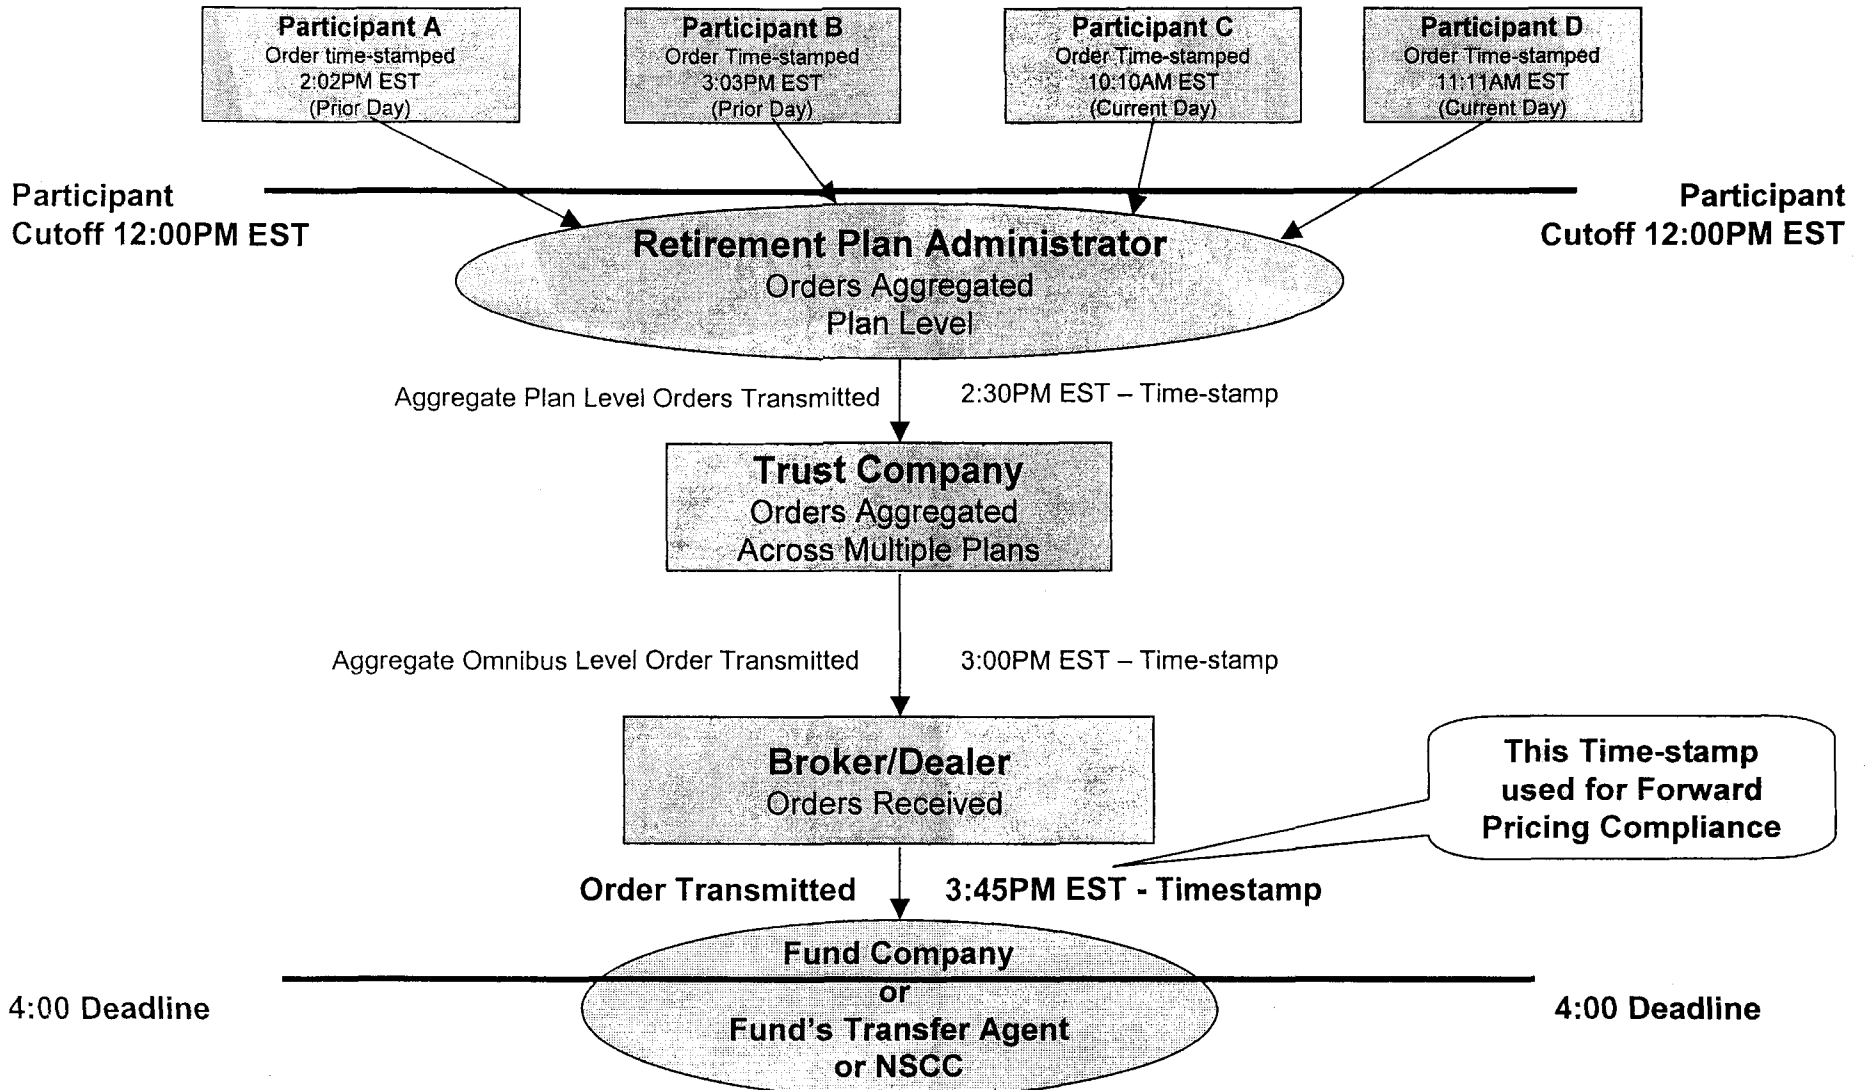 Participant A
Order time-stamped
2:02PM EST
(Prior Day)
Participant B
Order Time-stamped
3:03PM EST
(Prior Day)
Participant C
Order Time-stamped
10:10AM EST
(Current Day)
Participant D
Order Time-stamped
11:11AM EST
(Current Day)
Participant
Cutoff 12:00PM EST
Participant
Cutoff 12:00PM EST
Retirement Plan Administrator
Orders Aggregated
Plan Level
Aggregate Plan Level Orders Transmitted
2:30PM EST – Time-stamp
Trust Company
Orders Aggregated
Across Multiple Plans
Aggregate Omnibus Level Order Transmitted
3:00PM EST – Time-stamp
Broker/Dealer
Orders Received
This Time-stamp
used for Forward
Pricing Compliance
Order Transmitted
3:45PM EST - Timestamp
Fund Company
or
Fund's Transfer Agent
or NSCC
4:00 Deadline
4:00 Deadline